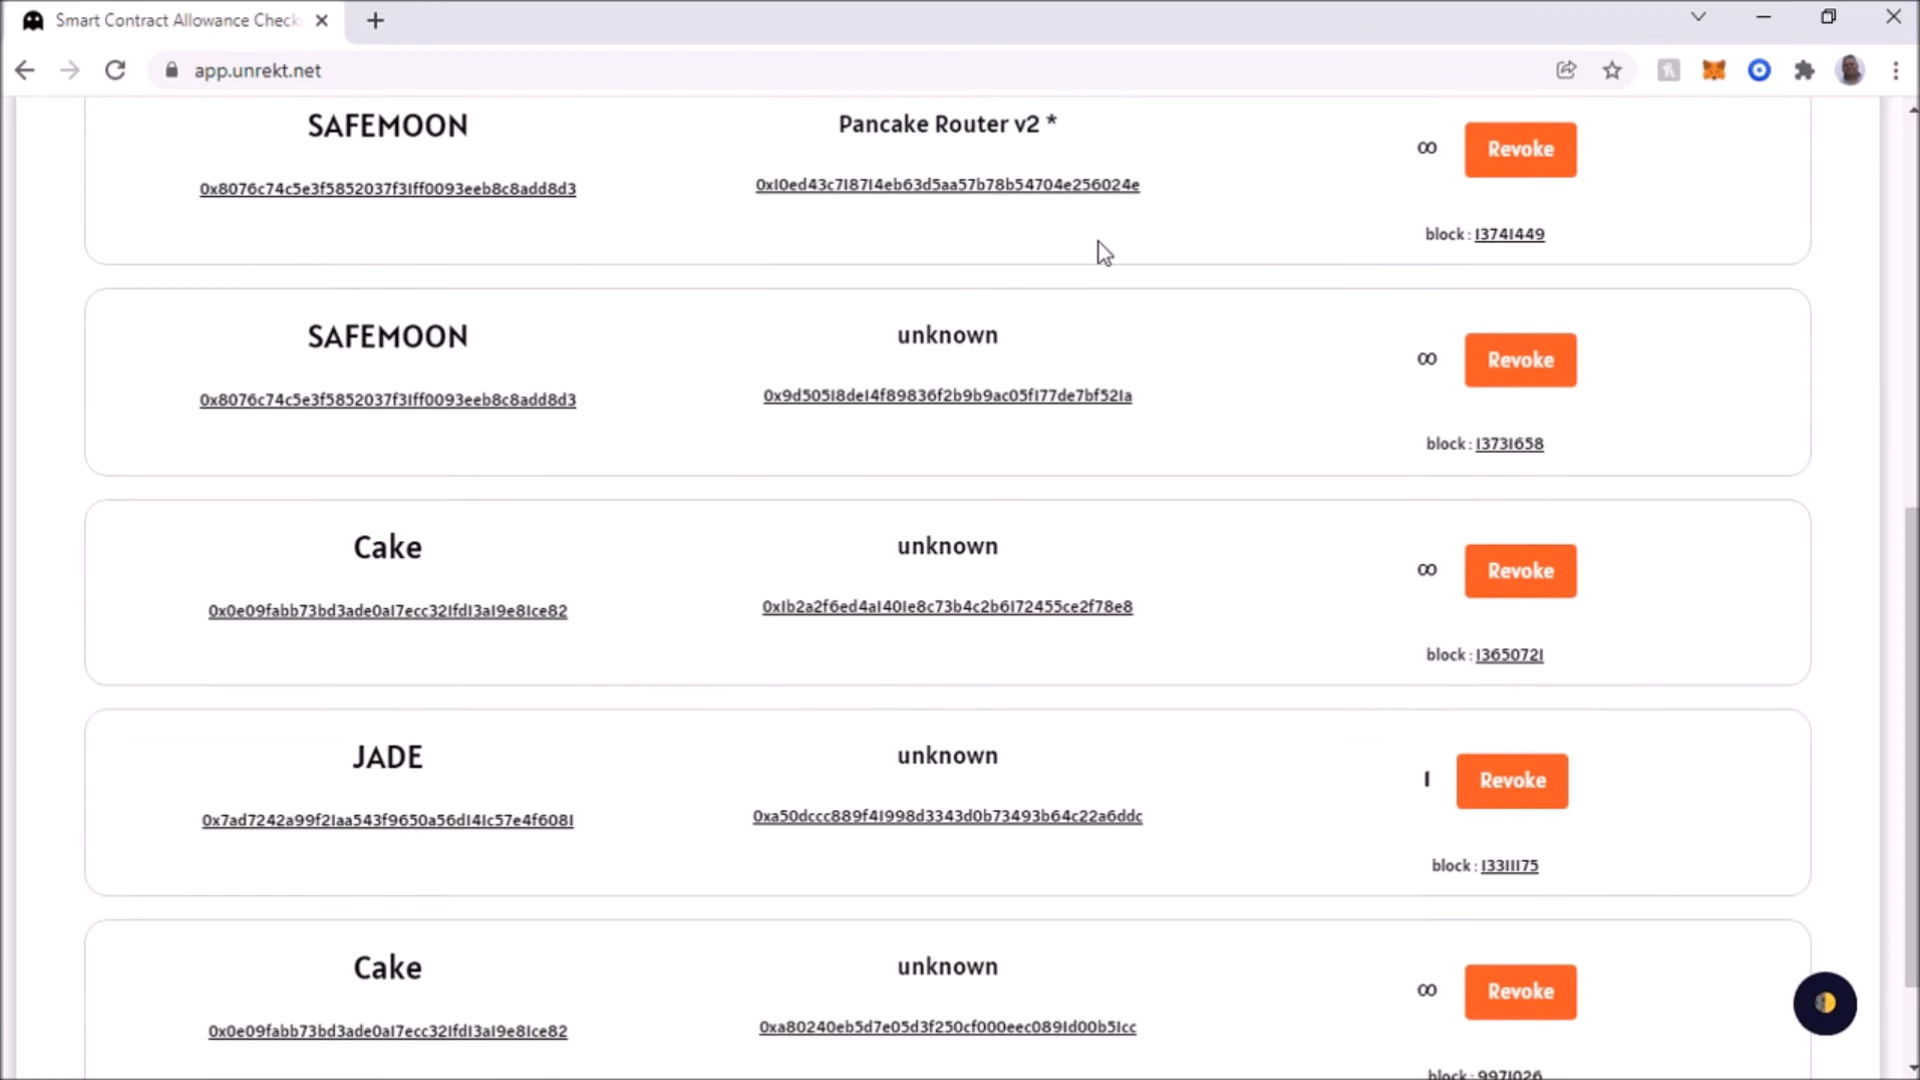 Smart Contract Allowance Check
app.unrekt.net
SAFEMOON
Pancake Router v2 *
∞
Revoke
0x8076c74c5e3f5852037f31ff0093eeb8c8add8d3
0x10ed43c718714eb63d5aa57b78b54704e256024e
block : 13741449
SAFEMOON
unknown
∞
Revoke
0x8076c74c5e3f5852037f31ff0093eeb8c8add8d3
0x9d50518de14f89836f2b9b9ac05f177de7bf521a
block : 13731658
Cake
unknown
∞
Revoke
0x0e09fabb73bd3ade0a17ecc321fd13a19e81ce82
0x1b2a2f6ed4a1401e8c73b4c2b6172455ce2f78e8
block : 13650721
JADE
unknown
1
Revoke
0x7ad7242a99f21aa543f9650a56d141c57e4f6081
0xa50dccc889f41998d3343d0b73493b64c22a6ddc
block : 13311175
Cake
unknown
∞
Revoke
0x0e09fabb73bd3ade0a17ecc321fd13a19e81ce82
0xa80240eb5d7e05d3f250cf000eec0891d00b51cc
block : 9971026